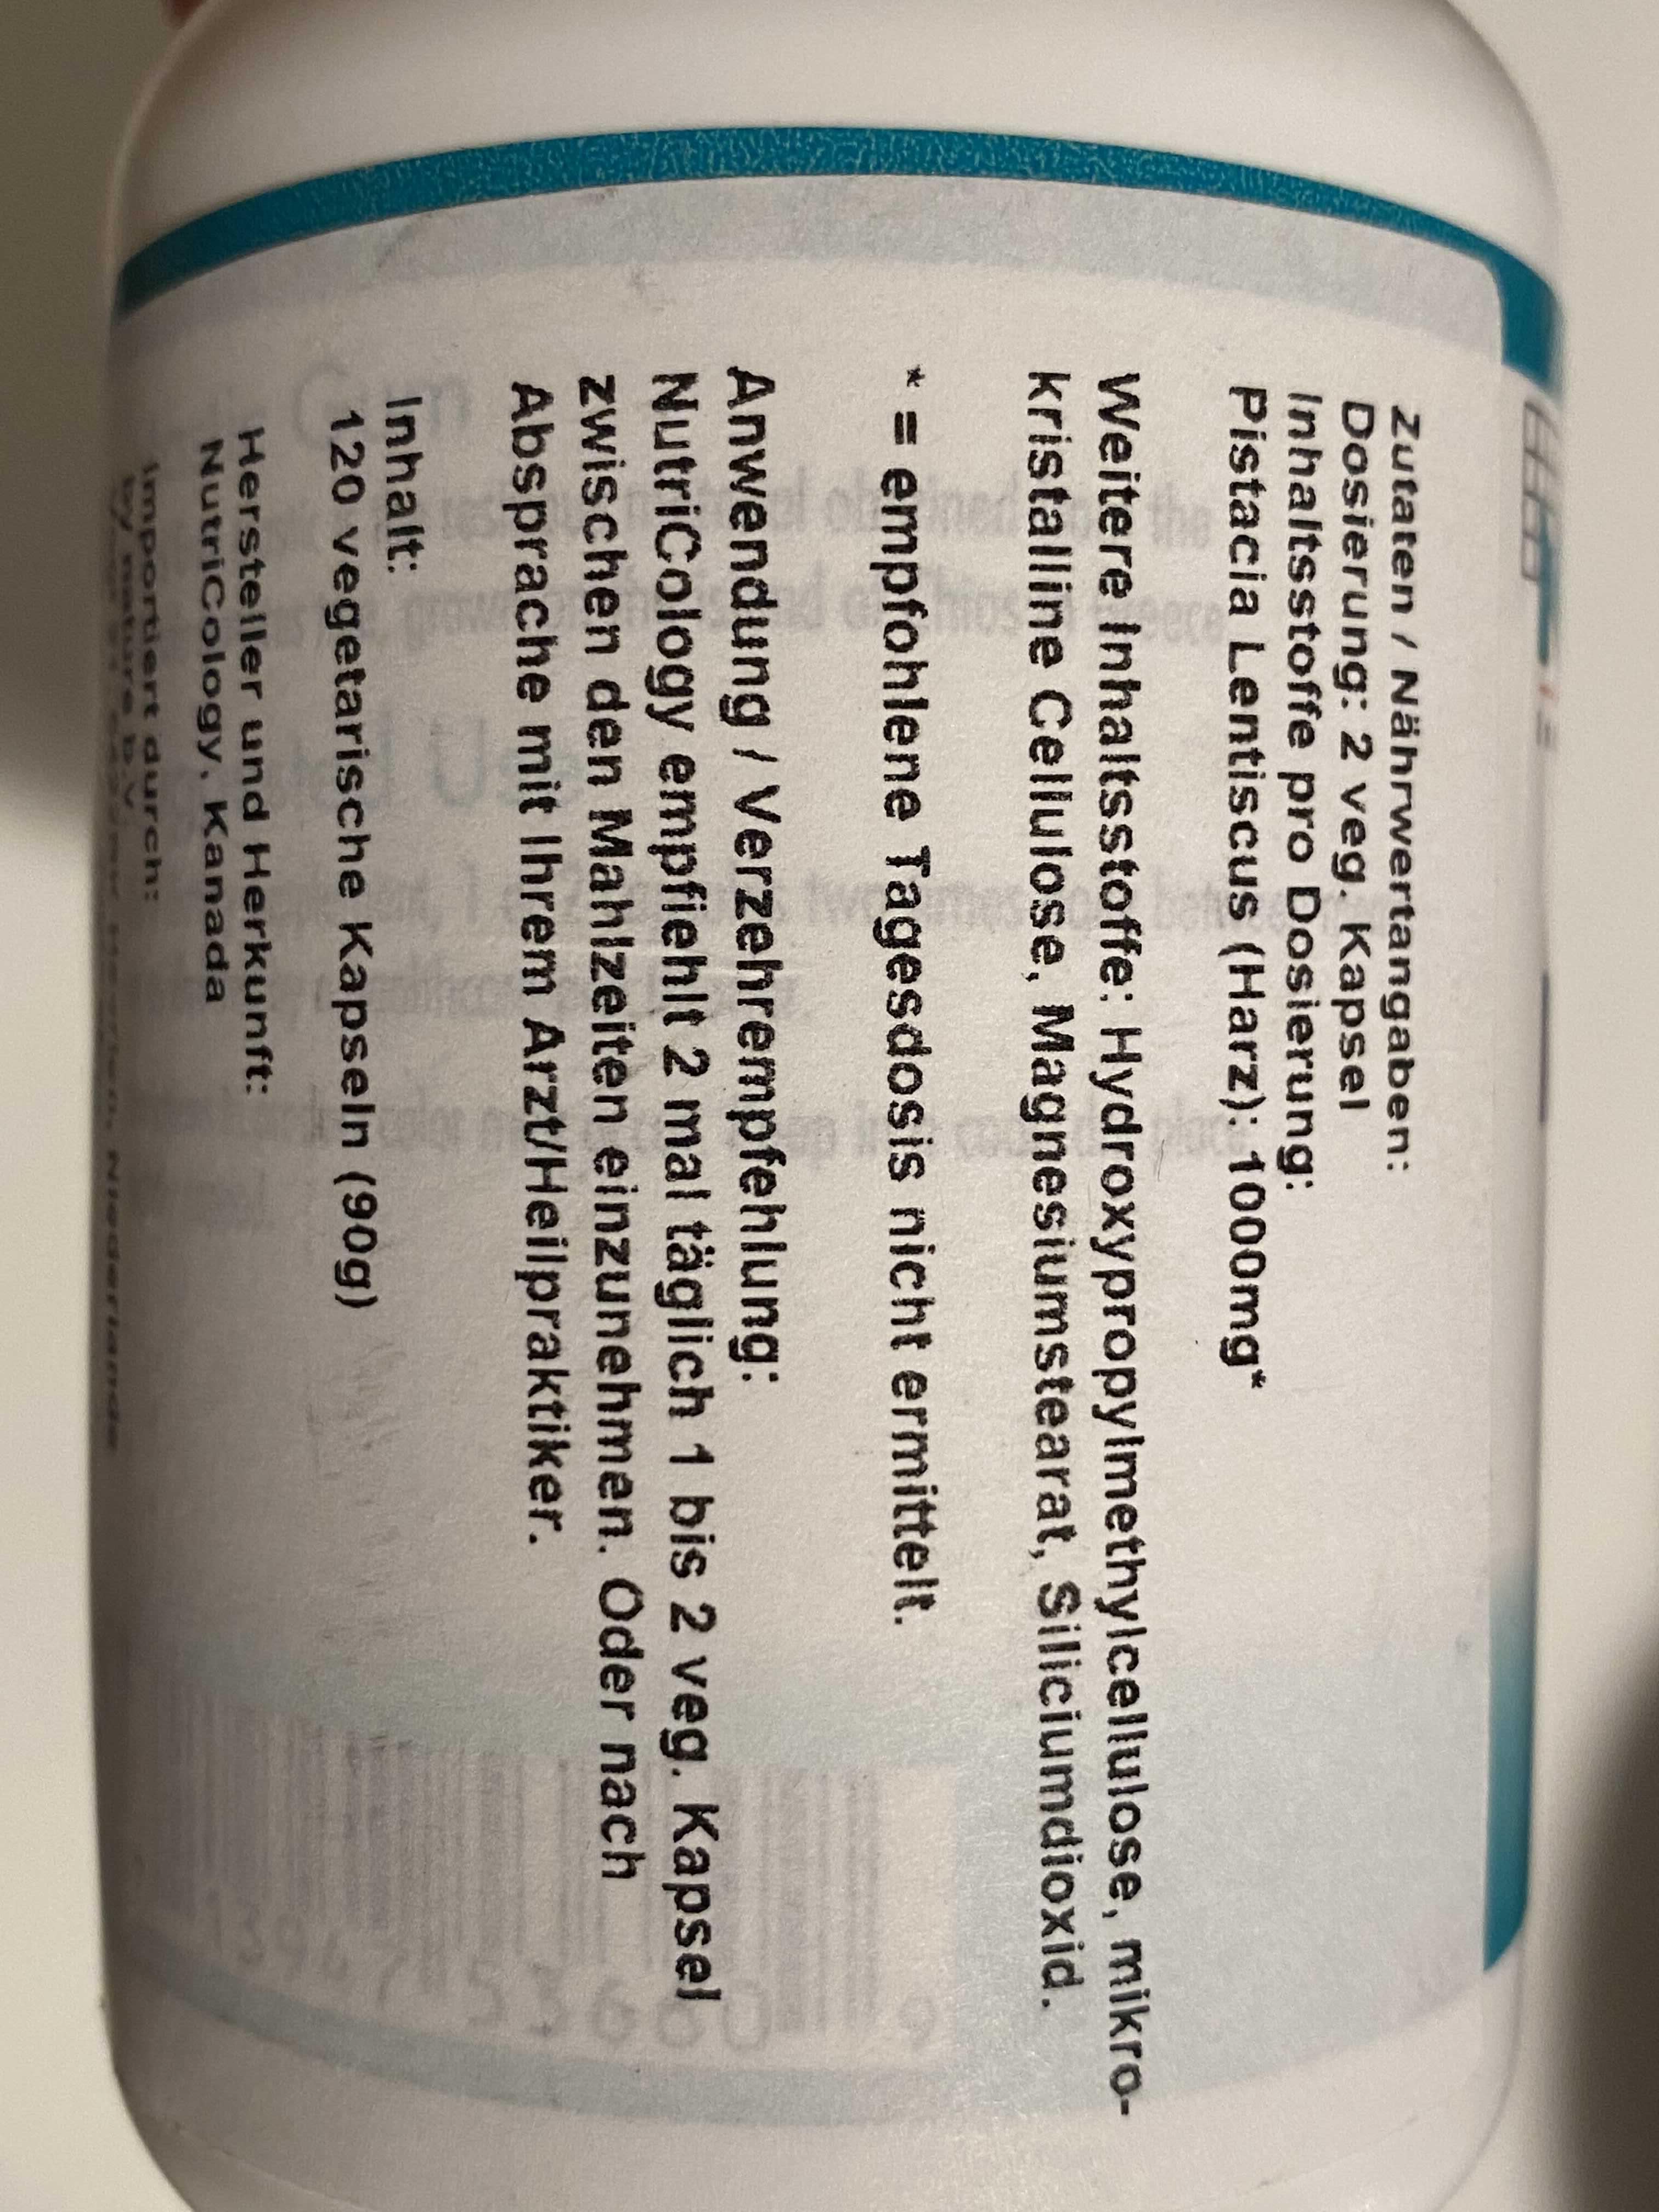 Zutaten / Nährwertangaben:
Dosierung: 2 veg. Kapsel
Inhaltsstoffe pro Dosierung:
Pistacia Lentiscus (Harz): 1000mg*
Weitere Inhaltsstoffe: Hydroxypropylmethylcellulose, mikro-
kristalline Cellulose, Magnesiumstearat, Siliciumdioxid.
* = empfohlene Tagesdosis nicht ermittelt.
Anwendung / Verzehrempfehlung:
NutriCology empfiehlt 2 mal täglich 1 bis 2 veg. Kapsel
zwischen den Mahlzeiten einzunehmen. Oder nach
Absprache mit Ihrem Arzt/Heilpraktiker.
Inhalt:
120 vegetarische Kapseln (90g)
Hersteller und Herkunft:
NutriCology, Kanada
Importiert durch:
by nature b.v.
Niederlande